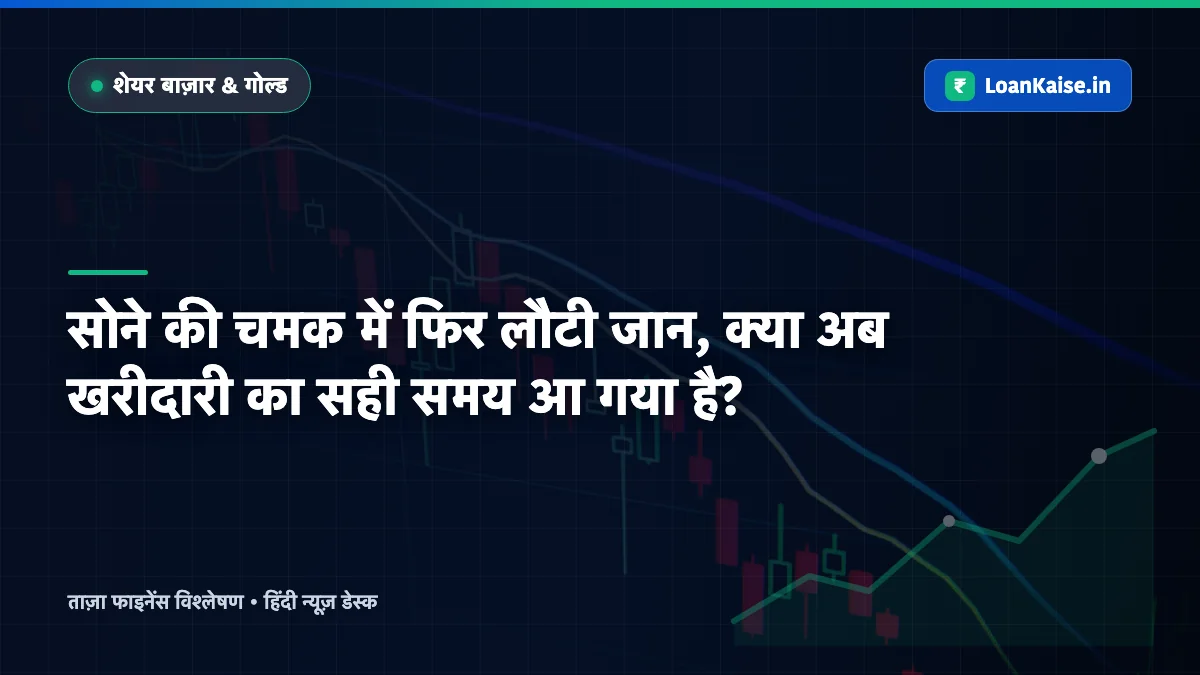 शेयर बाज़ार & गोल्ड
₹ LoanKaise.in
सोने की चमक में फिर लौटी जान, क्या अब
खरीदारी का सही समय आ गया है?
ताज़ा फाइनेंस विश्लेषण • हिंदी न्यूज़ डेस्क